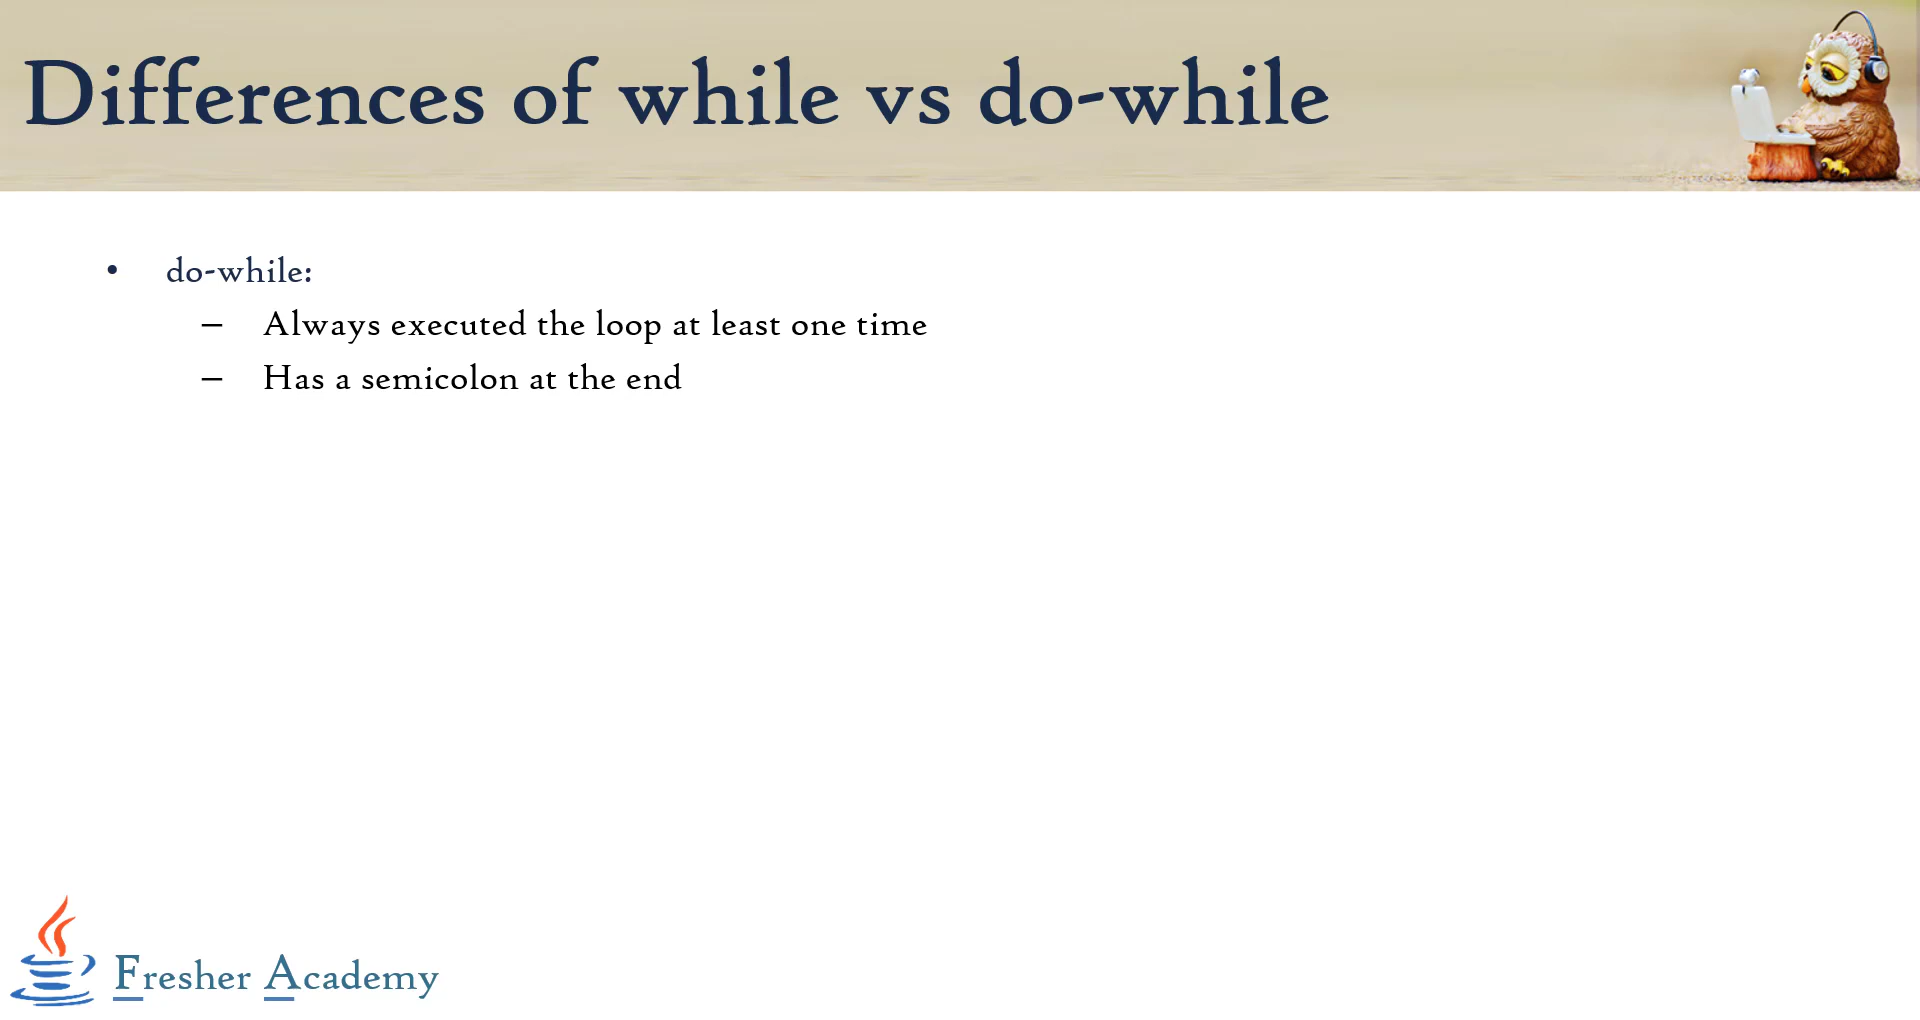 Differences of while vs do-while
• do-while:
– Always executed the loop at least one time
– Has a semicolon at the end
Fresher Academy